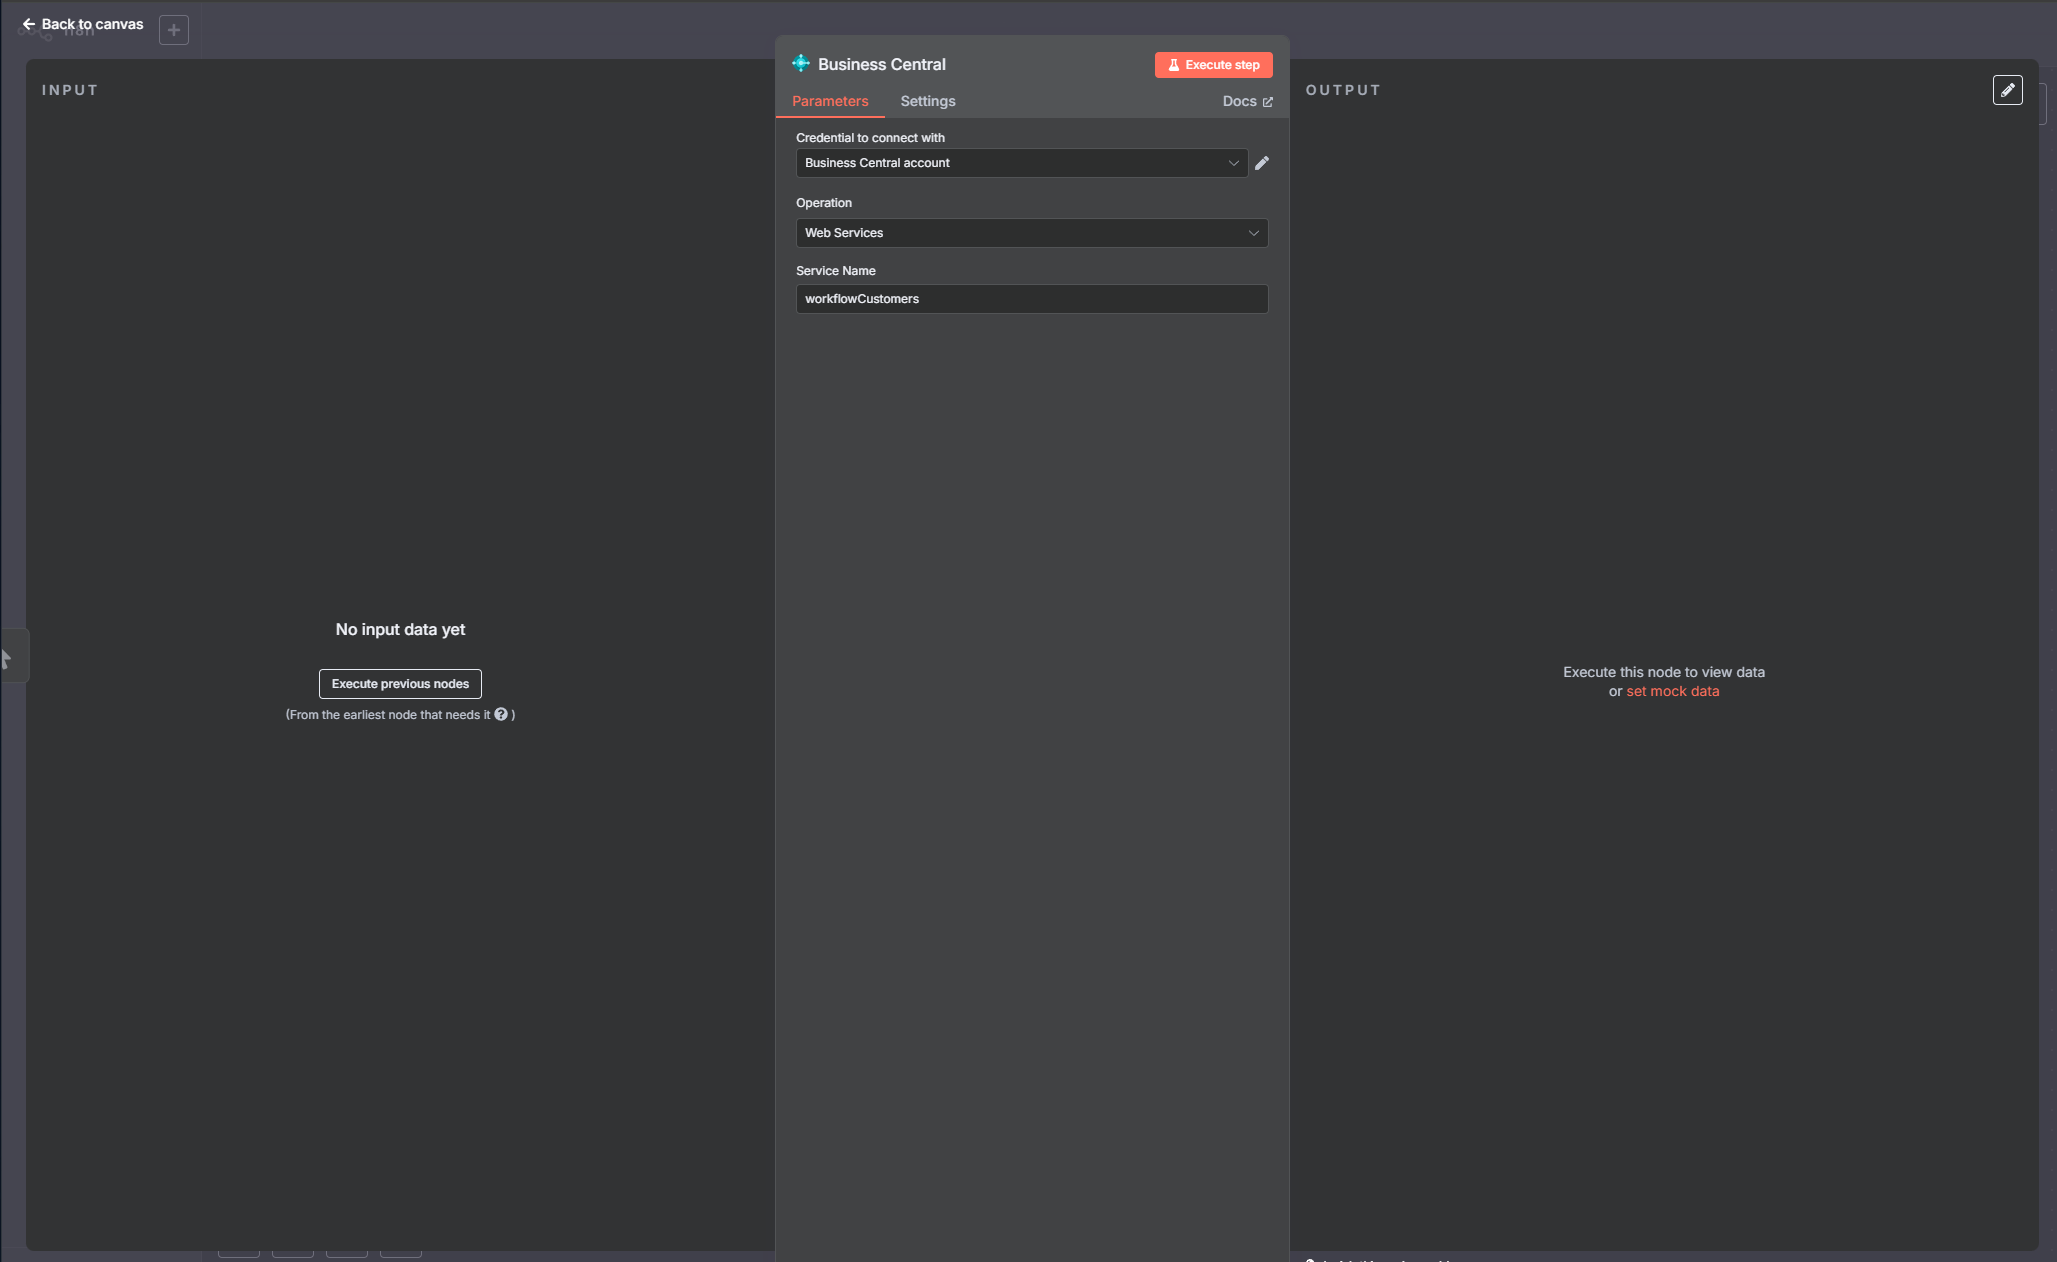 Back to canvas
n8n
INPUT
Business Central
Execute step
Parameters
Settings
Docs
OUTPUT
Credential to connect with
Business Central account
Operation
Web Services
Service Name
workflowCustomers
No input data yet
Execute previous nodes
(From the earliest node that needs it ? )
Execute this node to view data
or set mock data